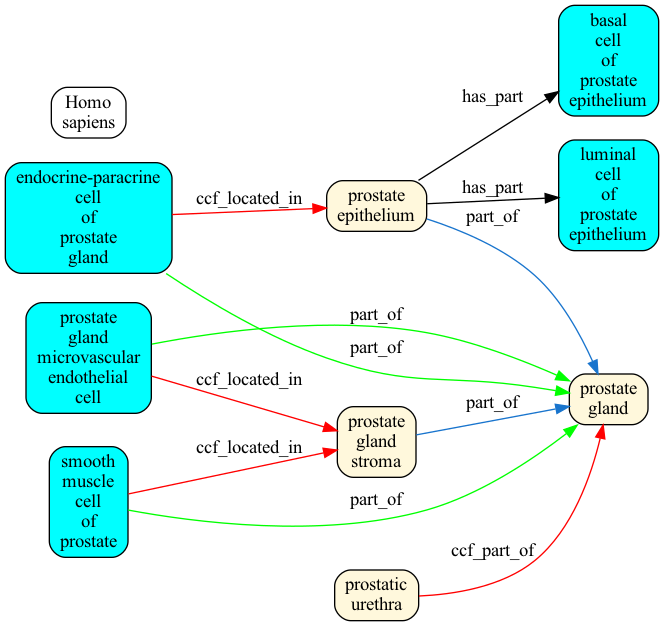 basal
cell
of
prostate
epithelium
has_part
Homo
sapiens
luminal
cell
of
prostate
epithelium
endocrine-paracrine
cell
of
prostate
gland
ccf_located_in
prostate
epithelium
has_part
part_of
prostate
gland
microvascular
endothelial
cell
part_of
part_of
ccf_located_in
prostate
gland
stroma
part_of
prostate
gland
smooth
muscle
cell
of
prostate
ccf_located_in
part_of
ccf_part_of
prostatic
urethra